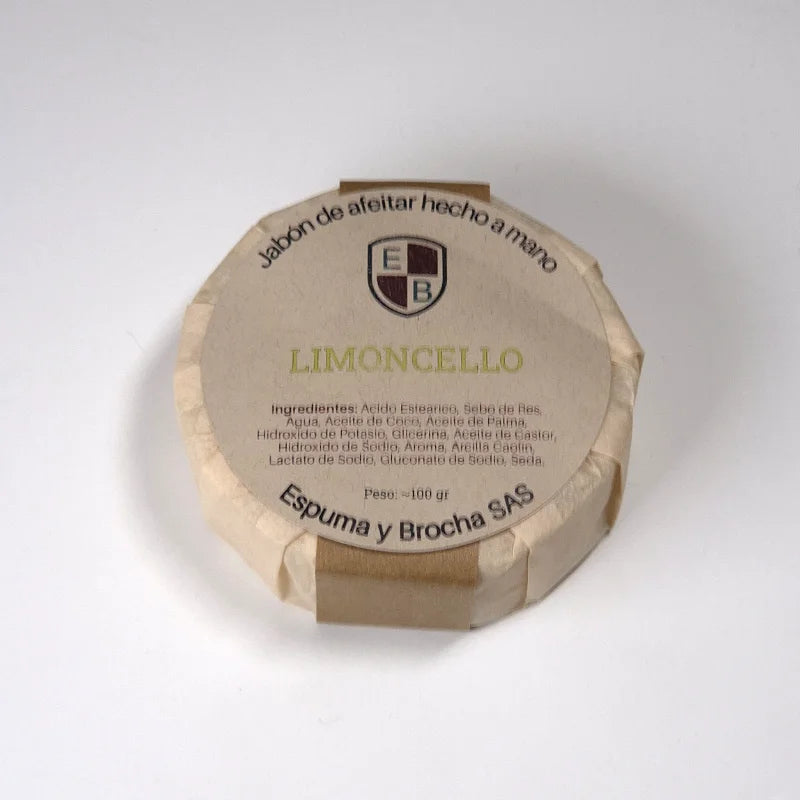 Jabón de afeitar hecho a mano
E
B
LIMONCELLO
Ingredientes: Acido Estearico, Sebo de Res,
Agua, Aceite de Coco, Aceite de Palma,
Hidroxido de Potasio, Glicerina, Aceite de Castor,
Hidroxido de Sodio, Aroma, Arcilla Caolin,
Lactato de Sodio, Gluconato de Sodio, Seda.
Peso: ≈100 gr
Espuma y Brocha SAS